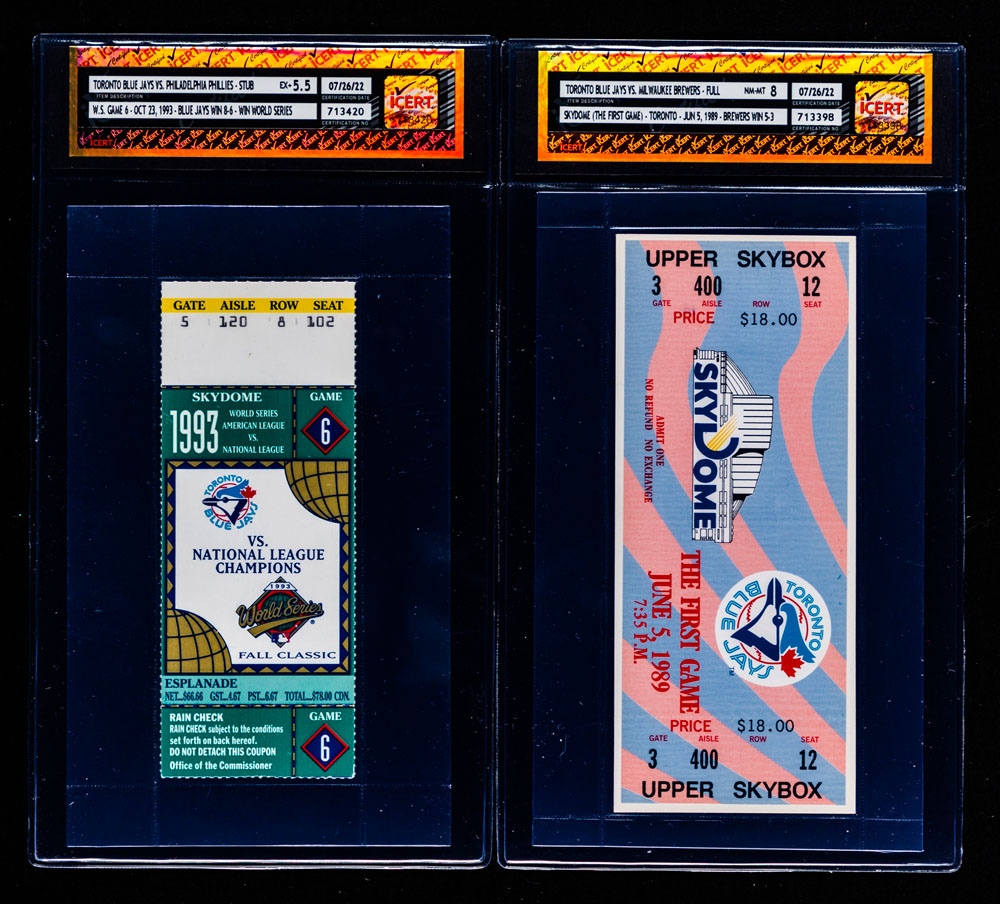 TORONTO BLUE JAYS VS. PHILADELPHIA PHILLIES - STUB EX+ 5.5
ITEM DESCRIPTION
W.S. GAME 6 - OCT 23, 1993 - BLUE JAYS WIN 8-6 - WIN WORLD SERIES
07/26/22
CERTIFICATION DATE
713420
CERTIFICATION NO
ICERT
GATE AISLE ROW SEAT
5 120 8 102
SKYDOME
1993
WORLD SERIES
AMERICAN LEAGUE
VS.
NATIONAL LEAGUE
GAME
6
TORONTO
BLUE JAYS
VS.
NATIONAL LEAGUE
CHAMPIONS
1993
World Series
FALL CLASSIC
ESPLANADE
NET...$66.66 GST...4.67 PST...6.67 TOTAL...$78.00 CDN.
RAIN CHECK
RAIN CHECK subject to the conditions
set forth on back hereof.
DO NOT DETACH THIS COUPON
Office of the Commissioner
GAME
6
TORONTO BLUE JAYS VS. MILWAUKEE BREWERS - FULL NM-MT 8
ITEM DESCRIPTION
SKYDOME (THE FIRST GAME) - TORONTO - JUN 5, 1989 - BREWERS WIN 5-3
07/26/22
CERTIFICATION DATE
713398
CERTIFICATION NO
ICERT
UPPER SKYBOX
3 400 12
GATE AISLE ROW SEAT
PRICE $18.00
SKYDOME
ADMIT ONE
NO REFUND NO EXCHANGE
THE FIRST GAME
JUNE 5, 1989
7:35 P.M.
TORONTO
BLUE JAYS
TM
PRICE $18.00
GATE AISLE ROW SEAT
3 400 12
UPPER SKYBOX